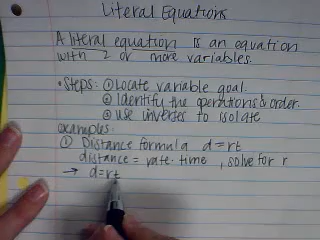 Literal Equations
A literal equation is an equation
with 2 or more variables.
• Steps: ① Locate variable goal.
② Identify the operations & order.
③ use inverses to isolate
examples:
① Distance formula d=rt
distance = rate · time , solve for r
→ d=rt